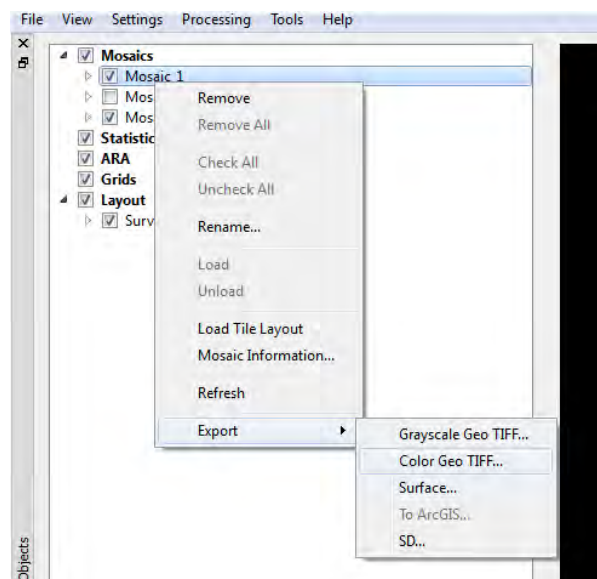 File View Settings Processing Tools Help
Mosaics
Mosaic 1
Mos
Mos
Statistic
ARA
Grids
Layout
Surv
Remove
Remove All
Check All
Uncheck All
Rename...
Load
Unload
Load Tile Layout
Mosaic Information...
Refresh
Export
Grayscale Geo TIFF...
Color Geo TIFF...
Surface...
To ArcGIS...
SD...
Objects